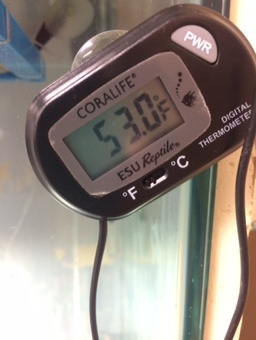 PWR
CORALIFE®
53.0°F
ESU Reptile®
°F °C
DIGITAL
THERMOMETER